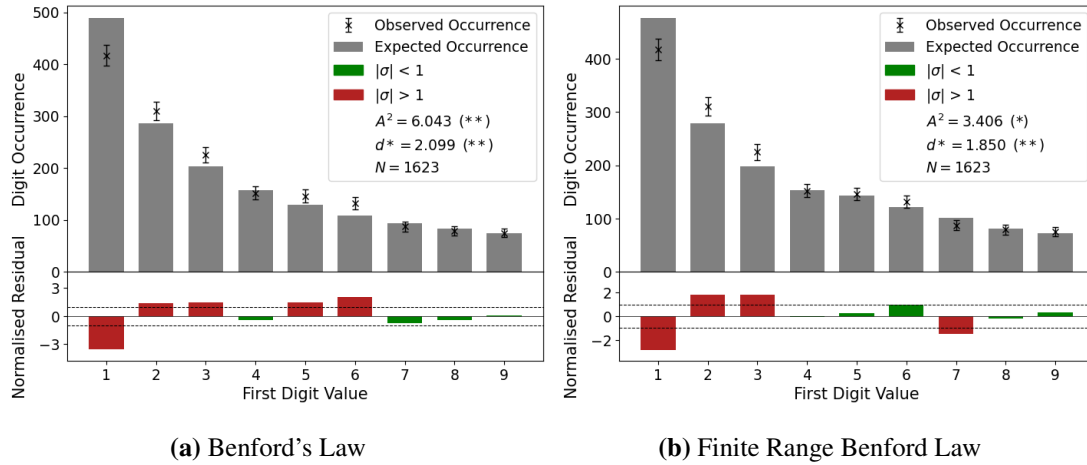 500
400
300
200
100
0
Digit Occurrence
Observed Occurrence
Expected Occurrence
|σ| < 1
|σ| > 1
A² = 6.043 (**)
d* = 2.099 (**)
N = 1623
3
0
−3
Normalised Residual
1 2 3 4 5 6 7 8 9
First Digit Value
(a) Benford's Law
400
300
200
100
0
Digit Occurrence
Observed Occurrence
Expected Occurrence
|σ| < 1
|σ| > 1
A² = 3.406 (*)
d* = 1.850 (**)
N = 1623
2
0
−2
Normalised Residual
1 2 3 4 5 6 7 8 9
First Digit Value
(b) Finite Range Benford Law